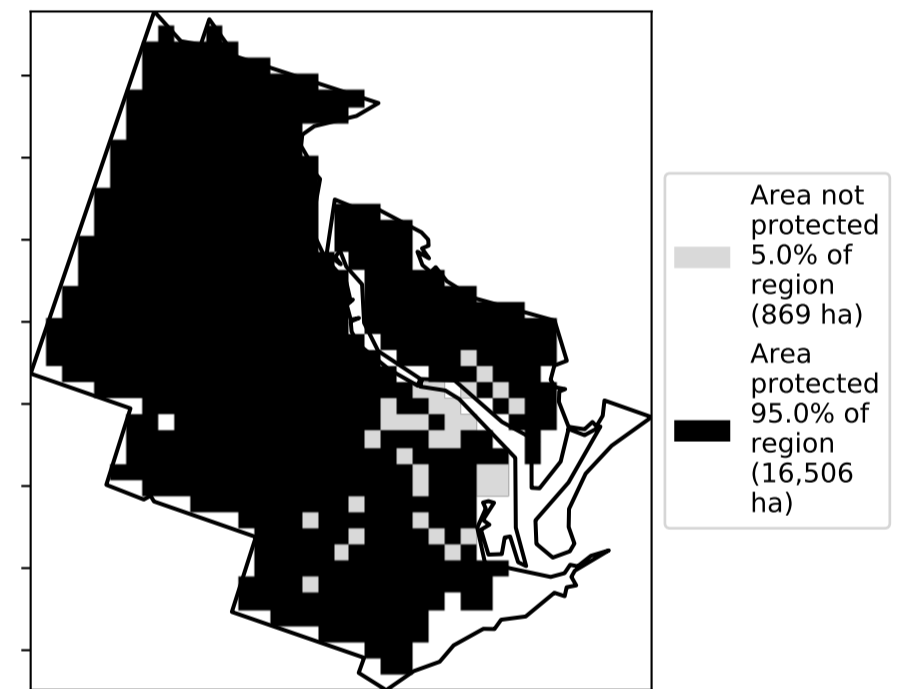 Area not
protected
5.0% of
region
(869 ha)
Area
protected
95.0% of
region
(16,506
ha)